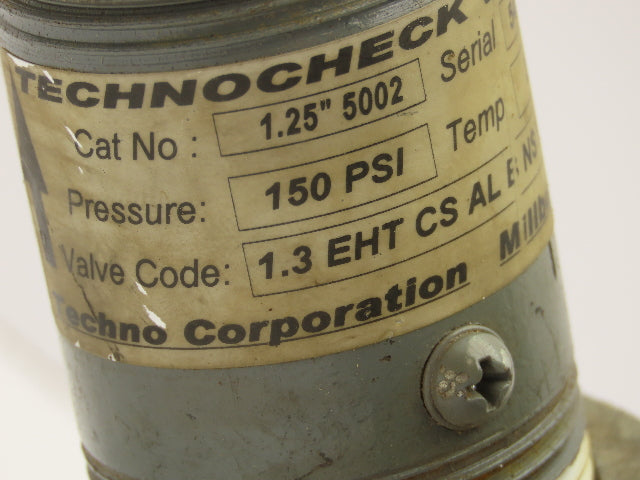 TECHNOCHECK
Cat No : 1.25" 5002 Serial
Pressure: 150 PSI Temp
Valve Code: 1.3 EHT CS AL NS
Techno Corporation